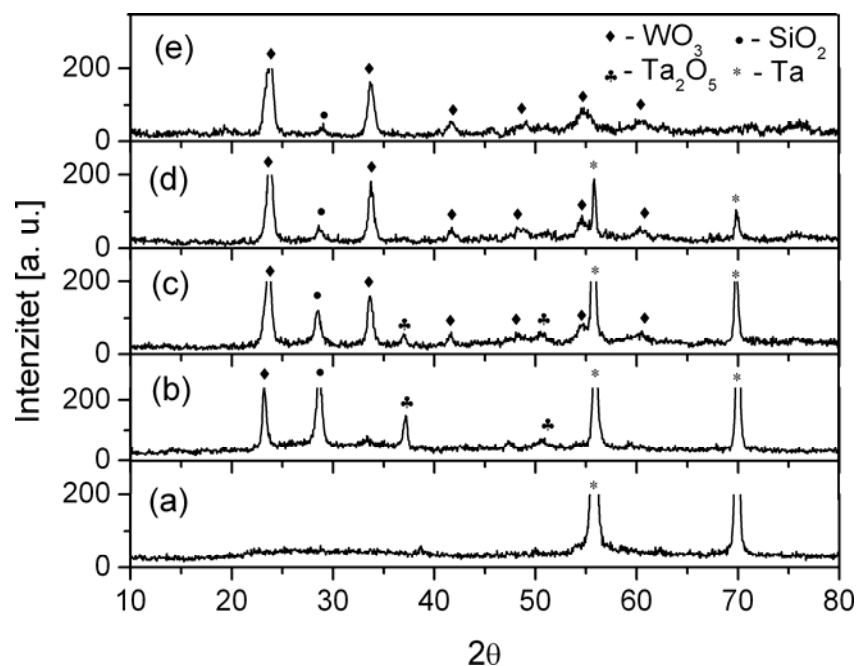 (e)
♦ - WO₃ ● - SiO₂
♣ - Ta₂O₅ * - Ta
200
0
(d)
200
0
(c)
200
0
(b)
200
0
(a)
200
0
10 20 30 40 50 60 70 80
2θ
Intenzitet [a. u.]